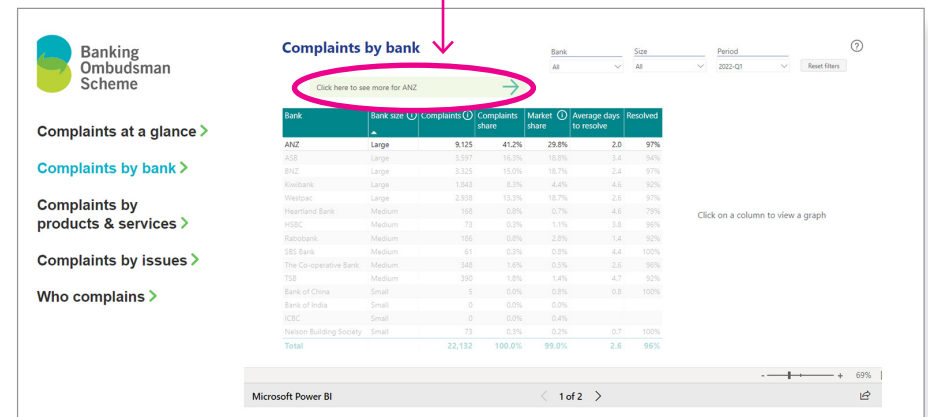 Banking
Ombudsman
Scheme
Complaints at a glance
Complaints by bank
Complaints by
products & services
Complaints by issues
Who complains
Complaints by bank
Bank Size Period
All All 2022-Q1 Reset filters
?
Click here to see more for ANZ
Bank Bank size Complaints Complaints share Market share Average days to resolve Resolved
ANZ Large 9,125 41.2% 29.8% 2.0 97%
ASB Large 3,597 16.3% 18.8% 3.4 94%
BNZ Large 3,325 15.0% 18.7% 2.4 97%
Kiwibank Large 1,843 8.3% 4.4% 4.6 92%
Westpac Large 2,938 13.3% 18.7% 2.8 97%
Heartland Bank Medium 168 0.8% 0.7% 4.6 79%
HSBC Medium 73 0.3% 1.1% 3.8 96%
Rabobank Medium 186 0.8% 2.8% 1.4 92%
SBS Bank Medium 61 0.3% 0.8% 4.4 100%
The Co-operative Bank Medium 348 1.6% 0.5% 2.6 96%
TSB Medium 390 1.8% 1.4% 4.7 92%
Bank of China Small 5 0.0% 0.8% 0.8 100%
Bank of India Small 0 0.0% 0.0%
ICBC Small 0 0.0% 0.4%
Nelson Building Society Small 73 0.3% 0.2% 0.7 100%
Total 22,132 100.0% 99.0% 2.6 96%
Click on a column to view a graph
- + 69%
Microsoft Power BI < 1 of 2 >